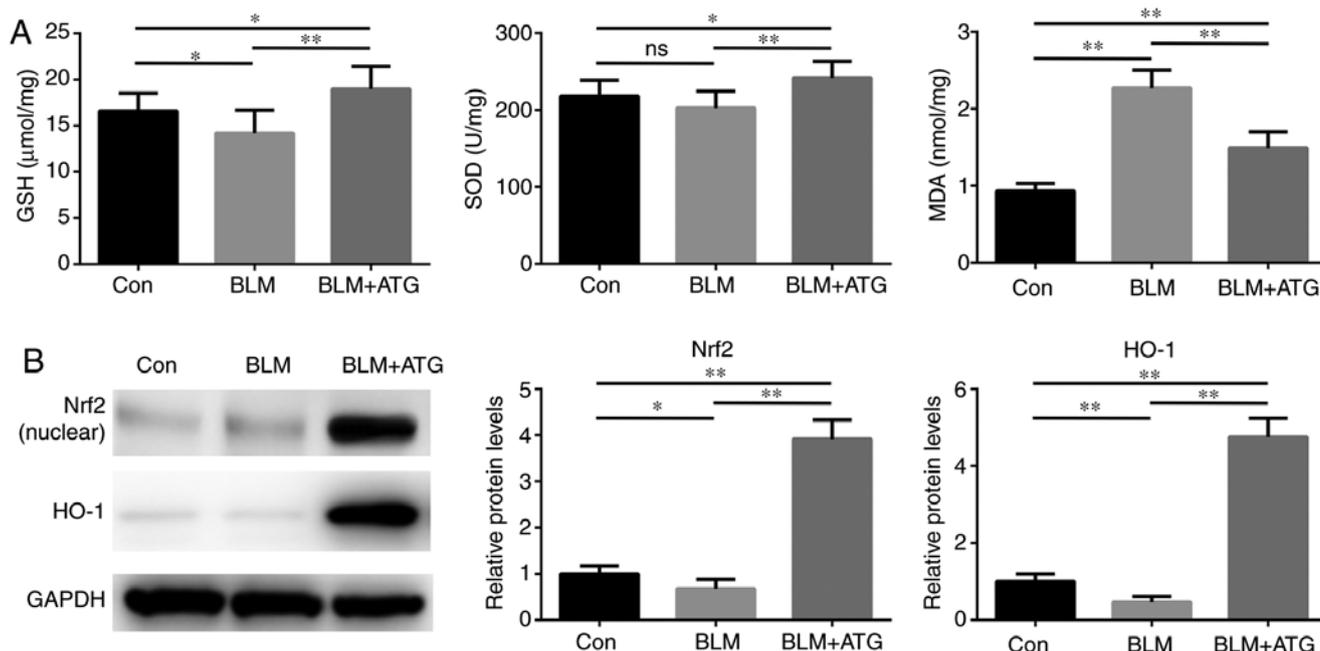 A
GSH (μmol/mg)
25
20
15
10
5
0
*
*
**
Con
BLM
BLM+ATG
SOD (U/mg)
300
200
100
0
*
ns
**
Con
BLM
BLM+ATG
MDA (nmol/mg)
3
2
1
0
**
**
**
Con
BLM
BLM+ATG
B
Con
BLM
BLM+ATG
Nrf2
(nuclear)
HO-1
GAPDH
Nrf2
Relative protein levels
5
4
3
2
1
0
**
*
**
Con
BLM
BLM+ATG
HO-1
Relative protein levels
6
4
2
0
**
**
**
Con
BLM
BLM+ATG